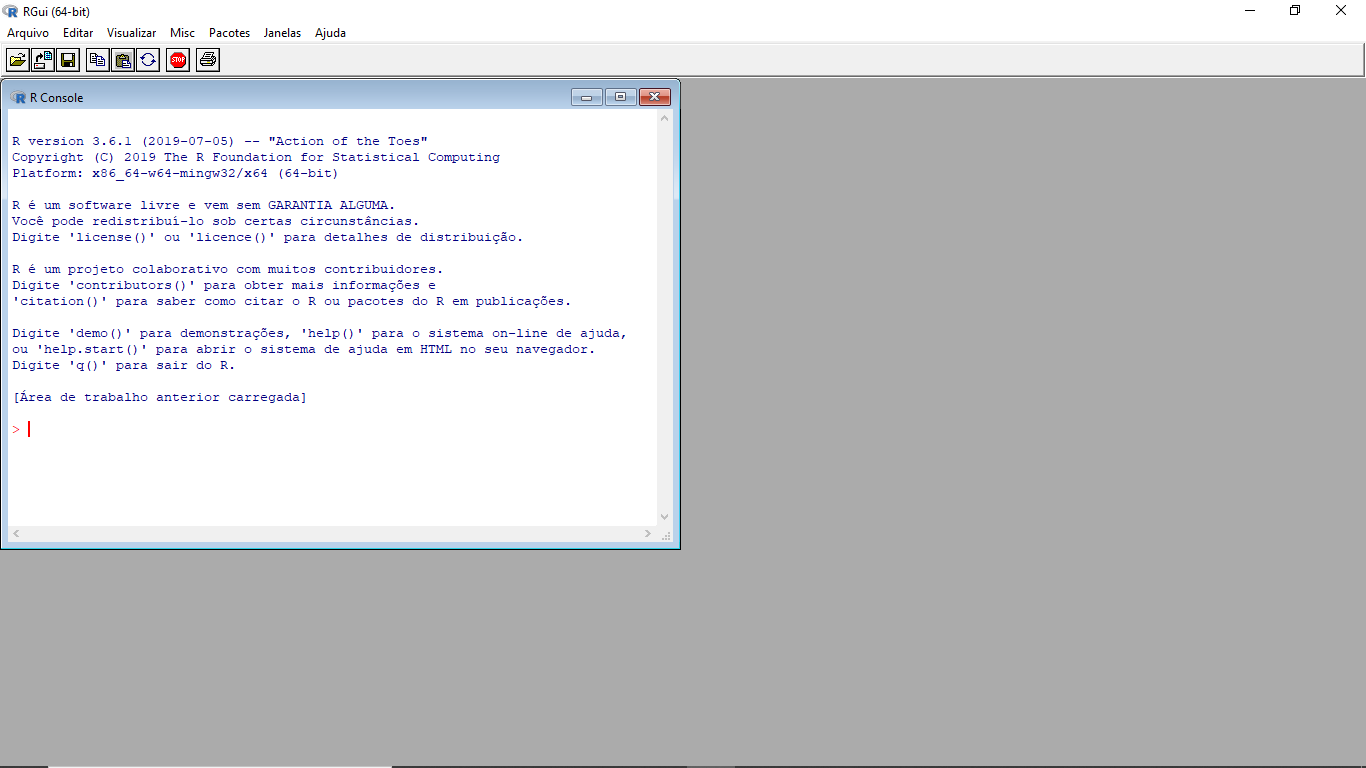 RGui (64-bit)
Arquivo Editar Visualizar Misc Pacotes Janelas Ajuda
STOP
R Console
R version 3.6.1 (2019-07-05) -- "Action of the Toes"
Copyright (C) 2019 The R Foundation for Statistical Computing
Platform: x86_64-w64-mingw32/x64 (64-bit)
R é um software livre e vem sem GARANTIA ALGUMA.
Você pode redistribuí-lo sob certas circunstâncias.
Digite 'license()' ou 'licence()' para detalhes de distribuição.
R é um projeto colaborativo com muitos contribuidores.
Digite 'contributors()' para obter mais informações e
'citation()' para saber como citar o R ou pacotes do R em publicações.
Digite 'demo()' para demonstrações, 'help()' para o sistema on-line de ajuda,
ou 'help.start()' para abrir o sistema de ajuda em HTML no seu navegador.
Digite 'q()' para sair do R.
[Área de trabalho anterior carregada]
>